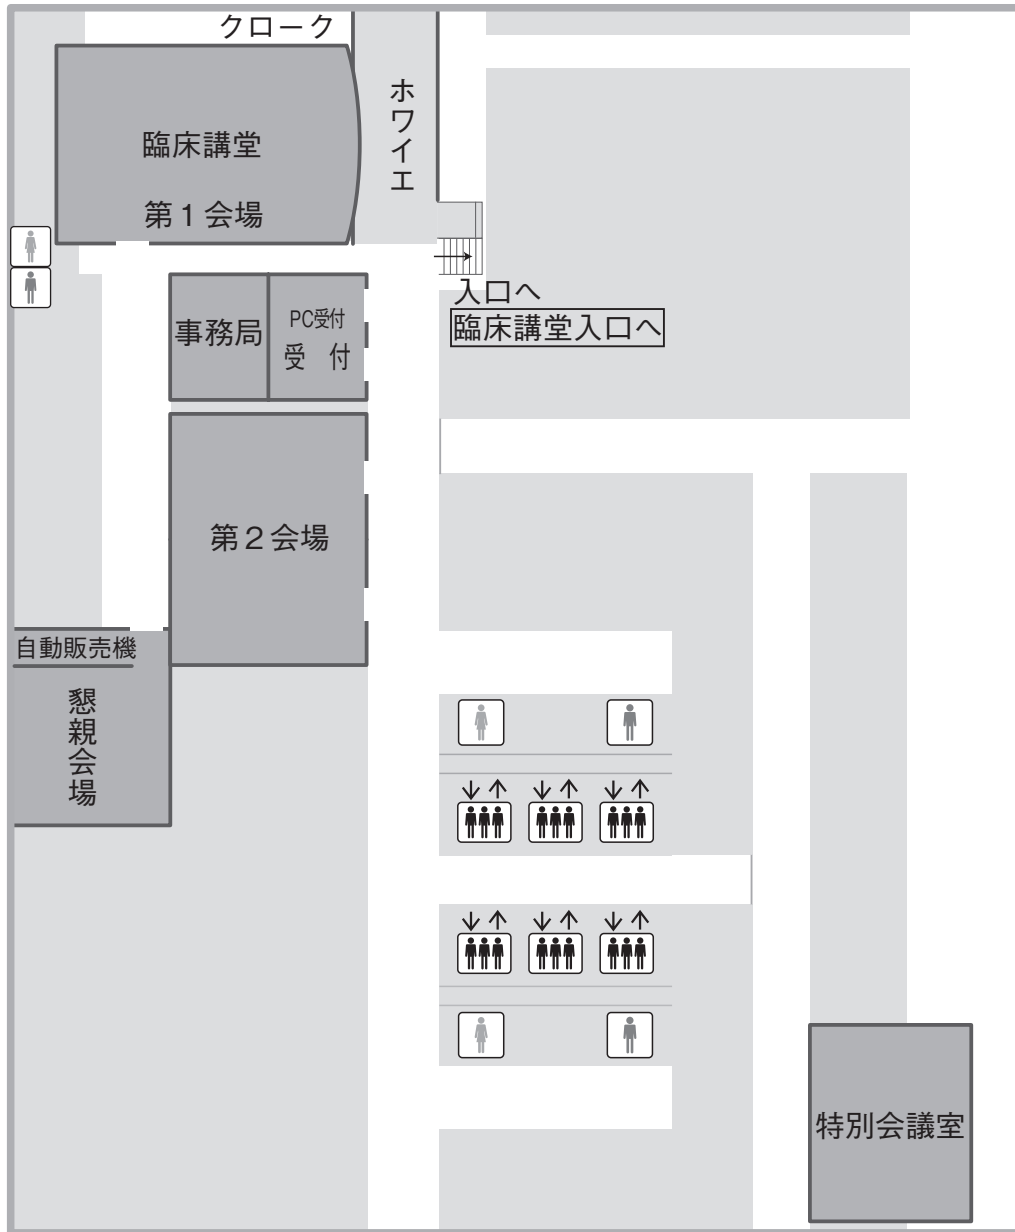 クローク
ホワイエ
臨床講堂
第１会場
入口へ
臨床講堂入口へ
事務局
PC受付
受　付
第２会場
自動販売機
懇親会場
特別会議室